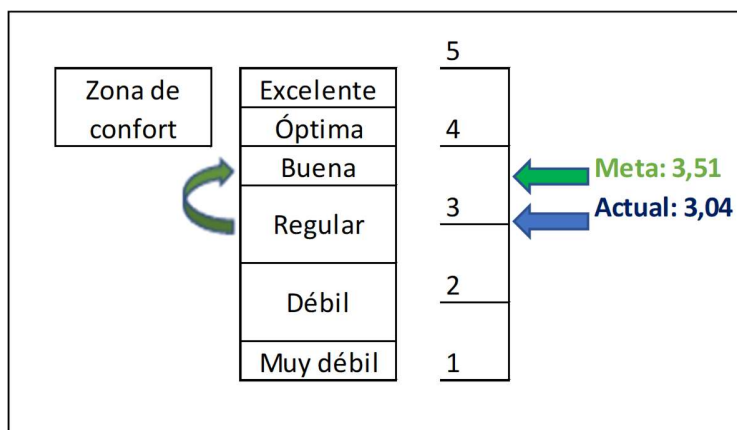 Zona de
confort
Excelente
Óptima
Buena
Regular
Débil
Muy débil
5
4
3
2
1
Meta: 3,51
Actual: 3,04